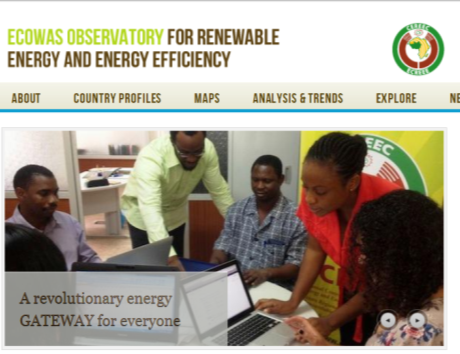 ECOWAS OBSERVATORY FOR RENEWABLE
ENERGY AND ENERGY EFFICIENCY
ABOUT COUNTRY PROFILES MAPS ANALYSIS & TRENDS EXPLORE NE
A revolutionary energy
GATEWAY for everyone